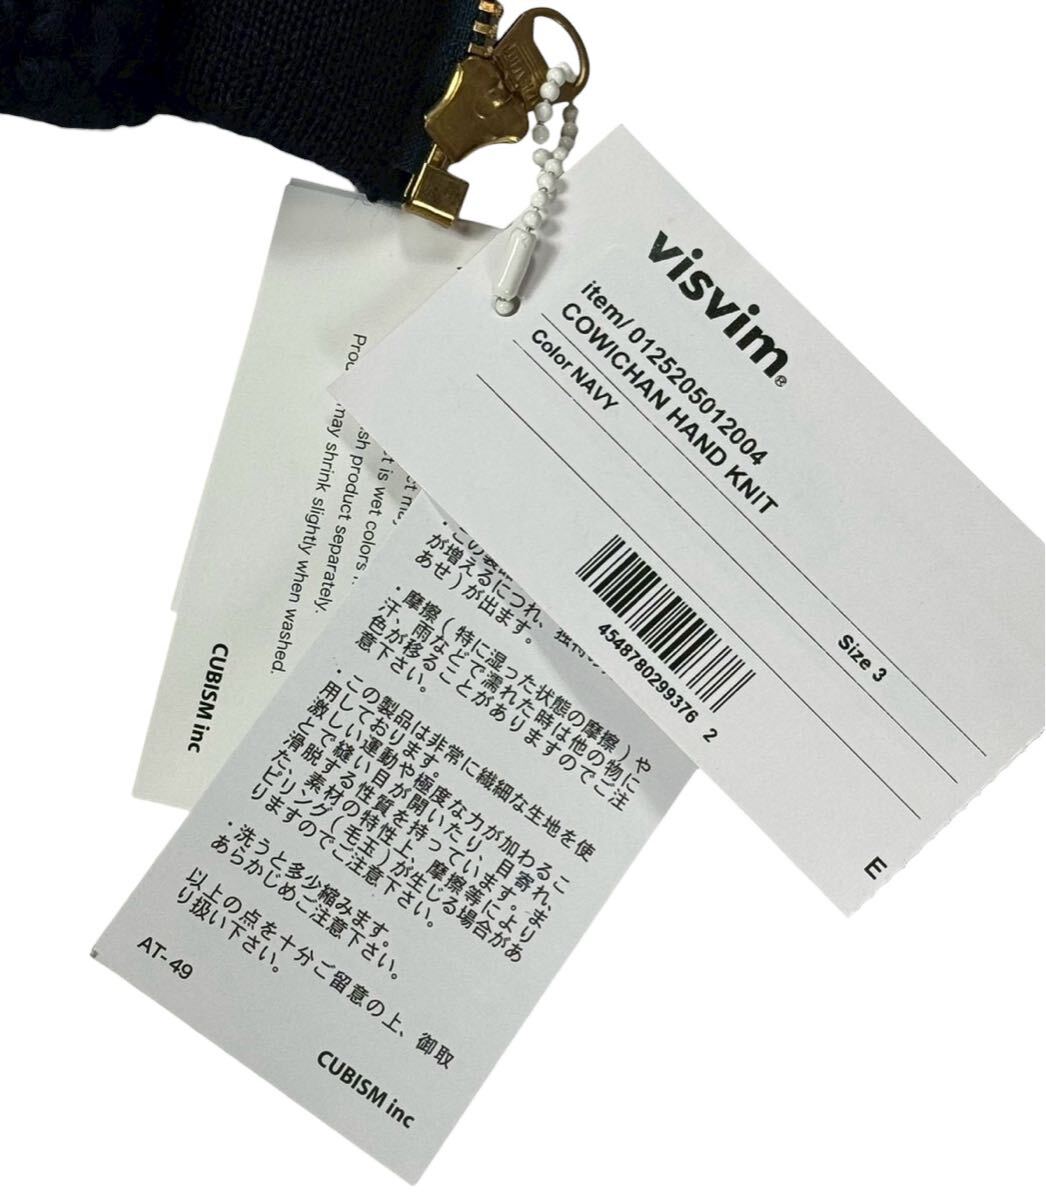 visvim®
item/ 0125205012004
COWICHAN HAND KNIT
Color NAVY
Size 3
4548780299376 2
E
sh product separately.
t is wet colors
may shrink slightly when washed.
CUBISM inc
が増えるにつれ、
あせ）が出ます。
・摩擦（特に湿った状態の摩擦）や
汗、雨などで濡れた時は他の物に
色が移ることがありますのでご注
意下さい。
・この製品は非常に繊細な生地を使
用しております。
激しい運動や極度な力が加わるこ
とで縫い目が開いたり、目寄れ、
滑脱する性質を持っています。ま
た、素材の特性上、摩擦等により
ピリング（毛玉）が生じる場合があ
りますのでご注意下さい。
・洗うと多少縮みます。
あらかじめご注意下さい。
以上の点を十分ご留意の上、御取
り扱い下さい。
AT-49
CUBISM inc